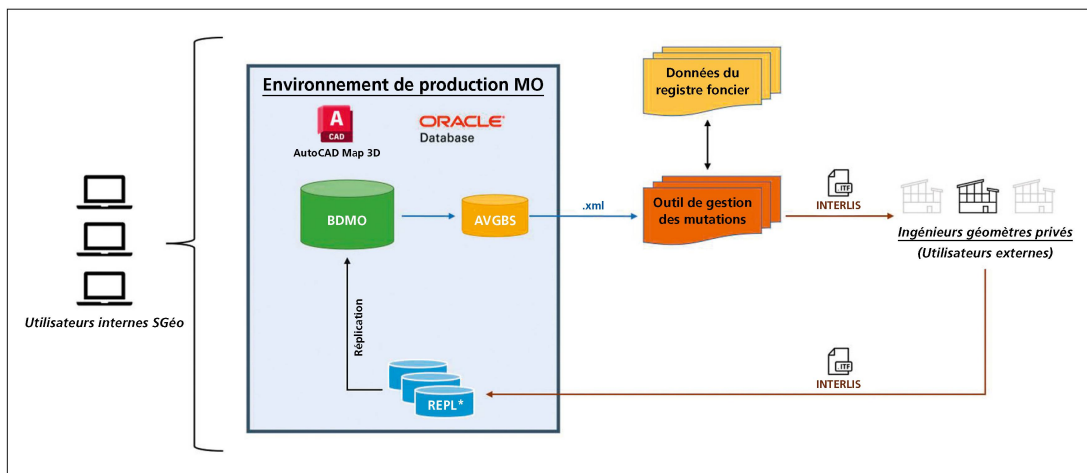 Environnement de production MO
A
CAD
AutoCAD Map 3D
ORACLE
Database
BDMO
AVGBS
.xml
Réplication
REPL*
Utilisateurs internes SGéo
Données du
registre foncier
Outil de gestion
des mutations
ITF
INTERLIS
Ingénieurs géomètres privés
(Utilisateurs externes)
ITF
INTERLIS